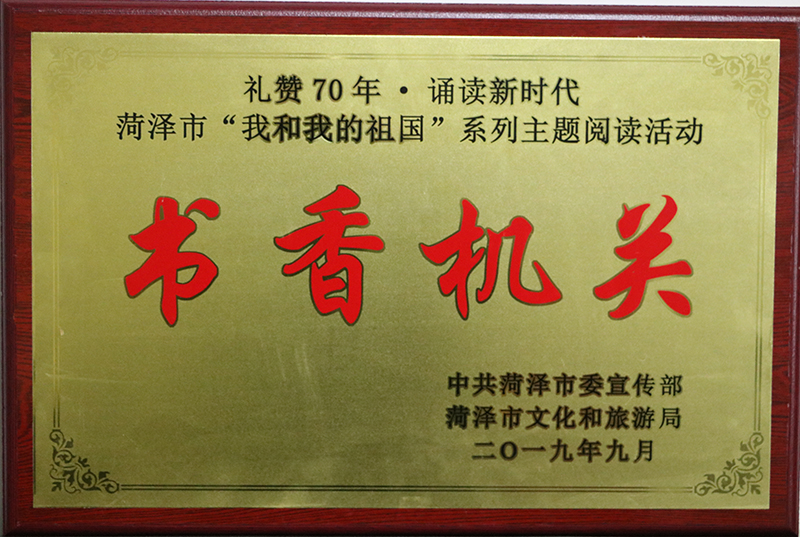 礼赞 70 年 · 诵读新时代
菏泽市“我和我的祖国”系列主题阅读活动
书香机关
中共菏泽市委宣传部
菏泽市文化和旅游局
二〇一九年九月